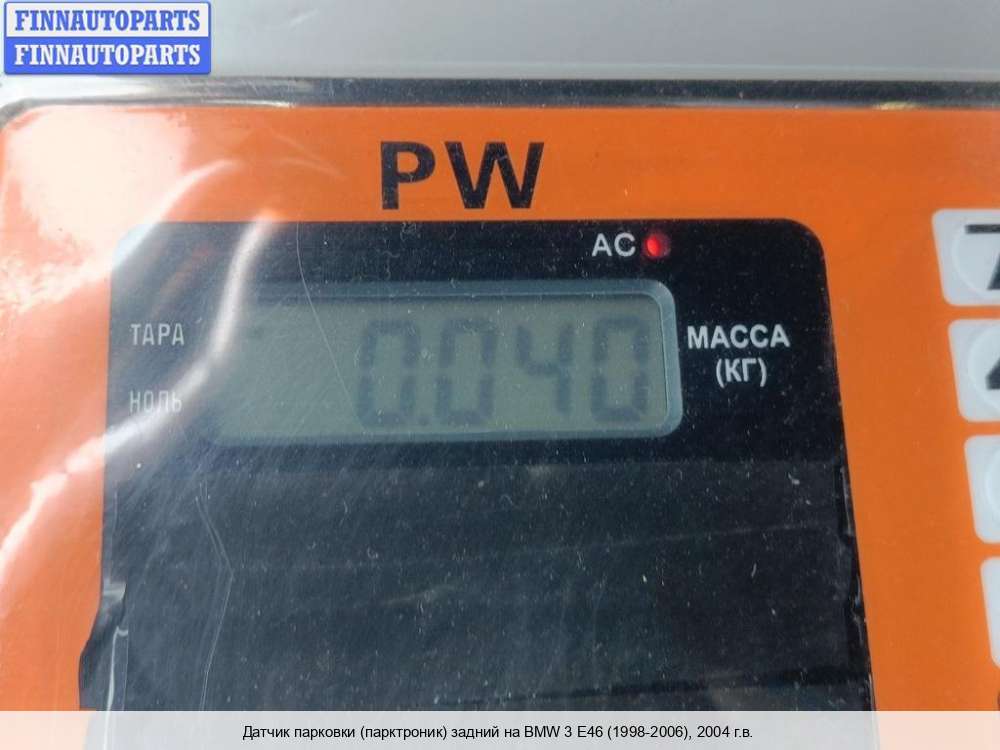 FINNAUTOPARTS
FINNAUTOPARTS
PW
AC
ТАРА
0.040
МАССА
(КГ)
НОЛЬ
Датчик парковки (парктроник) задний на BMW 3 E46 (1998-2006), 2004 г.в.